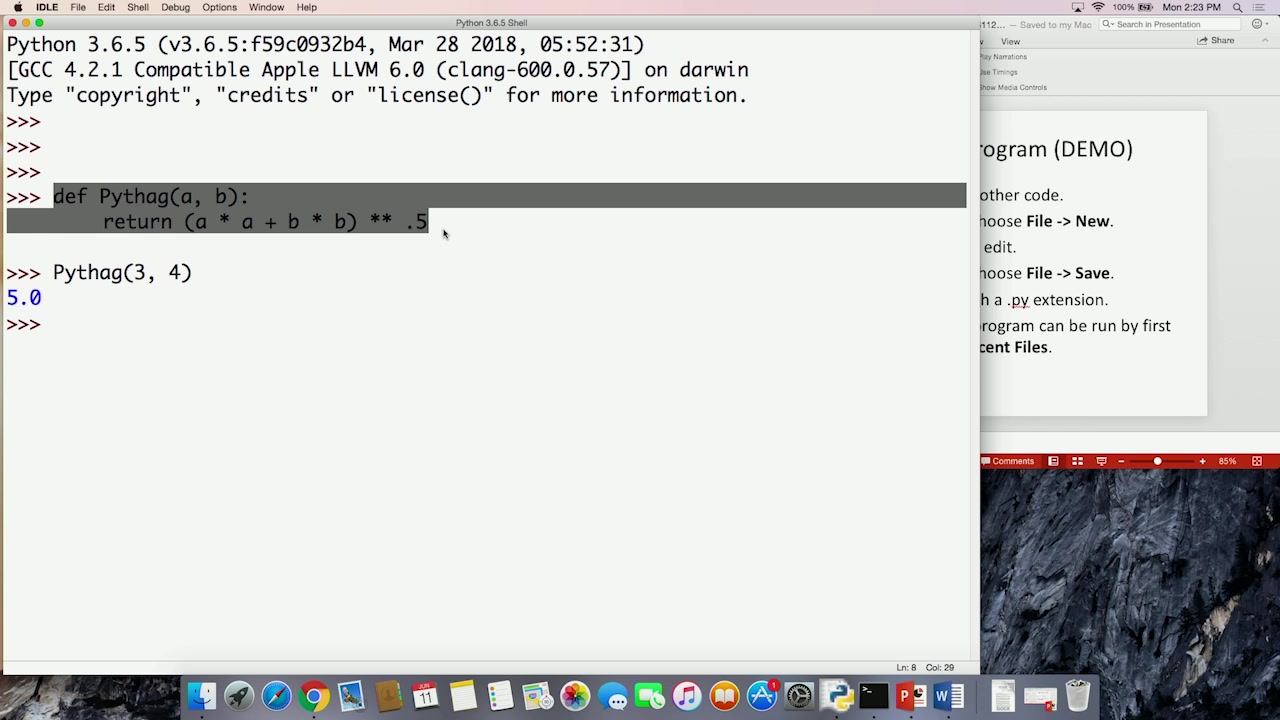 IDLE File Edit Shell Debug Options Window Help 100% Mon 2:23 PM
Python 3.6.5 Shell
Python 3.6.5 (v3.6.5:f59c0932b4, Mar 28 2018, 05:52:31)
[GCC 4.2.1 Compatible Apple LLVM 6.0 (clang-600.0.57)] on darwin
Type "copyright", "credits" or "license()" for more information.
>>>
>>>
>>>
>>> def Pythag(a, b):
return (a * a + b * b) ** .5
>>> Pythag(3, 4)
5.0
>>>
Ln: 8 Col: 29
— Saved to my Mac
Search in Presentation
View
Share
Play Narrations
Use Timings
Show Media Controls
rogram (DEMO)
other code.
hoose File -> New.
edit.
hoose File -> Save.
h a .py extension.
rogram can be run by first
cent Files.
Comments
85%
JUN
11
1